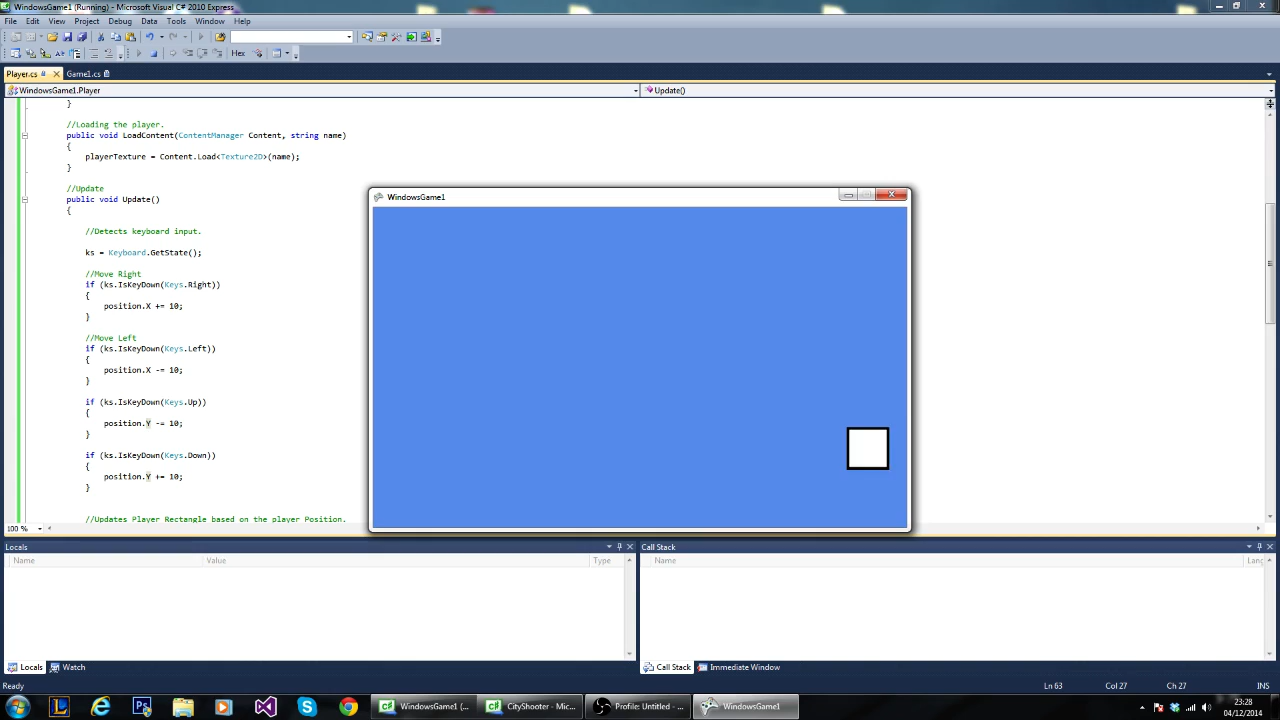 WindowsGame1 (Running) - Microsoft Visual C# 2010 Express
File Edit View Project Debug Data Tools Window Help
Hex
Player.cs Game1.cs
WindowsGame1.Player Update()
}
//Loading the player.
public void LoadContent(ContentManager Content, string name)
{
playerTexture = Content.Load<Texture2D>(name);
}
//Update
public void Update()
{
//Detects keyboard input.
ks = Keyboard.GetState();
//Move Right
if (ks.IsKeyDown(Keys.Right))
{
position.X += 10;
}
//Move Left
if (ks.IsKeyDown(Keys.Left))
{
position.X -= 10;
}
if (ks.IsKeyDown(Keys.Up))
{
position.Y -= 10;
}
if (ks.IsKeyDown(Keys.Down))
{
position.Y += 10;
}
//Updates Player Rectangle based on the player Position.
WindowsGame1
100 %
Locals
Name Value Type
Call Stack
Name Lang
Locals Watch
Call Stack Immediate Window
Ready Ln 63 Col 27 Ch 27 INS
WindowsGame1 (... CityShooter - Mic... Profile: Untitled - ... WindowsGame1
23:28
04/12/2014